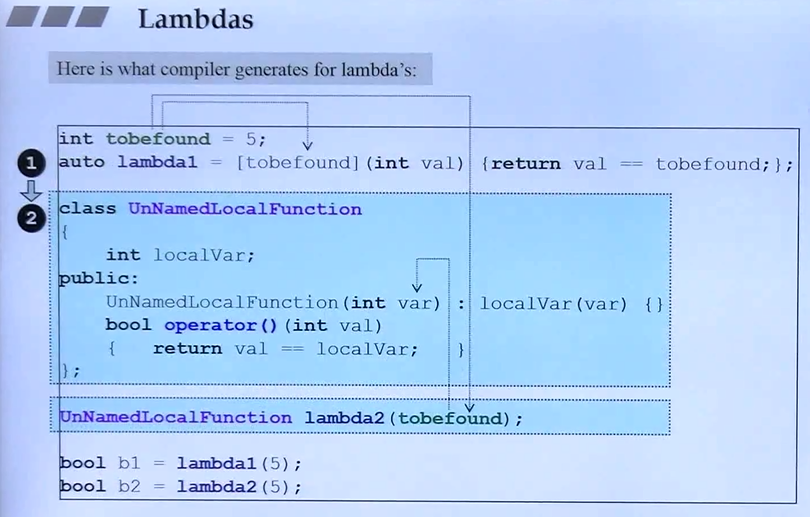 Lambdas
Here is what compiler generates for lambda's:
int tobefound = 5;
1 auto lambda1 = [tobefound](int val) {return val == tobefound;};
2 class UnNamedLocalFunction
{
int localVar;
public:
UnNamedLocalFunction(int var) : localVar(var) {}
bool operator()(int val)
{ return val == localVar; }
};
UnNamedLocalFunction lambda2(tobefound);
bool b1 = lambda1(5);
bool b2 = lambda2(5);